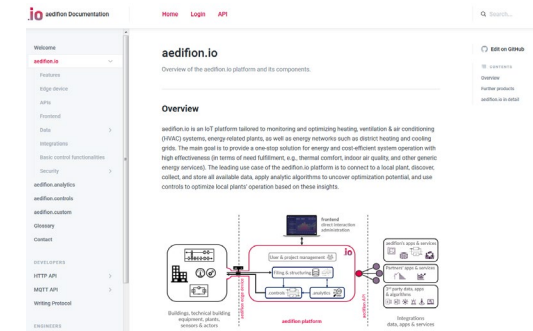 .io aedifion Documentation
Home Login API
Search...
Welcome
aedifion.io
Features
Edge device
APIs
Frontend
Data
Integrations
Basic control functionalities
Security
aedifion.analytics
aedifion.controls
aedifion.custom
Glossary
Contact
DEVELOPERS
HTTP API
MQTT API
Writing Protocol
ENGINEERS
aedifion.io
Overview of the aedifion.io platform and its components.
Overview
aedifion.io is an IoT platform tailored to monitoring and optimizing heating, ventilation & air conditioning
(HVAC) systems, energy-related plants, as well as energy networks such as district heating and cooling
grids. The main goal is to provide a one-stop solution for energy and cost-efficient system operation with
high effectiveness (in terms of need fulfillment, e.g., thermal comfort, indoor air quality, and other generic
energy services). The leading use case of the aedifion.io platform is to connect to a local plant, discover,
collect, and store all available data, apply analytic algorithms to uncover optimization potential, and use
controls to optimize local plants' operation based on these insights.
frontend
direct interaction
administration
.io
User & project management
Filing & structuring
controls
analytics
aedifion edge device
aedifion.platform
Buildings, technical building
equipment, plants,
sensors & actors
aedifion's apps & services
Partners' apps & services
3rd party data, apps
& algorithms
Integrations
data, apps & services
Edit on GitHub
CONTENTS
Overview
Further products
aedifion.io in detail